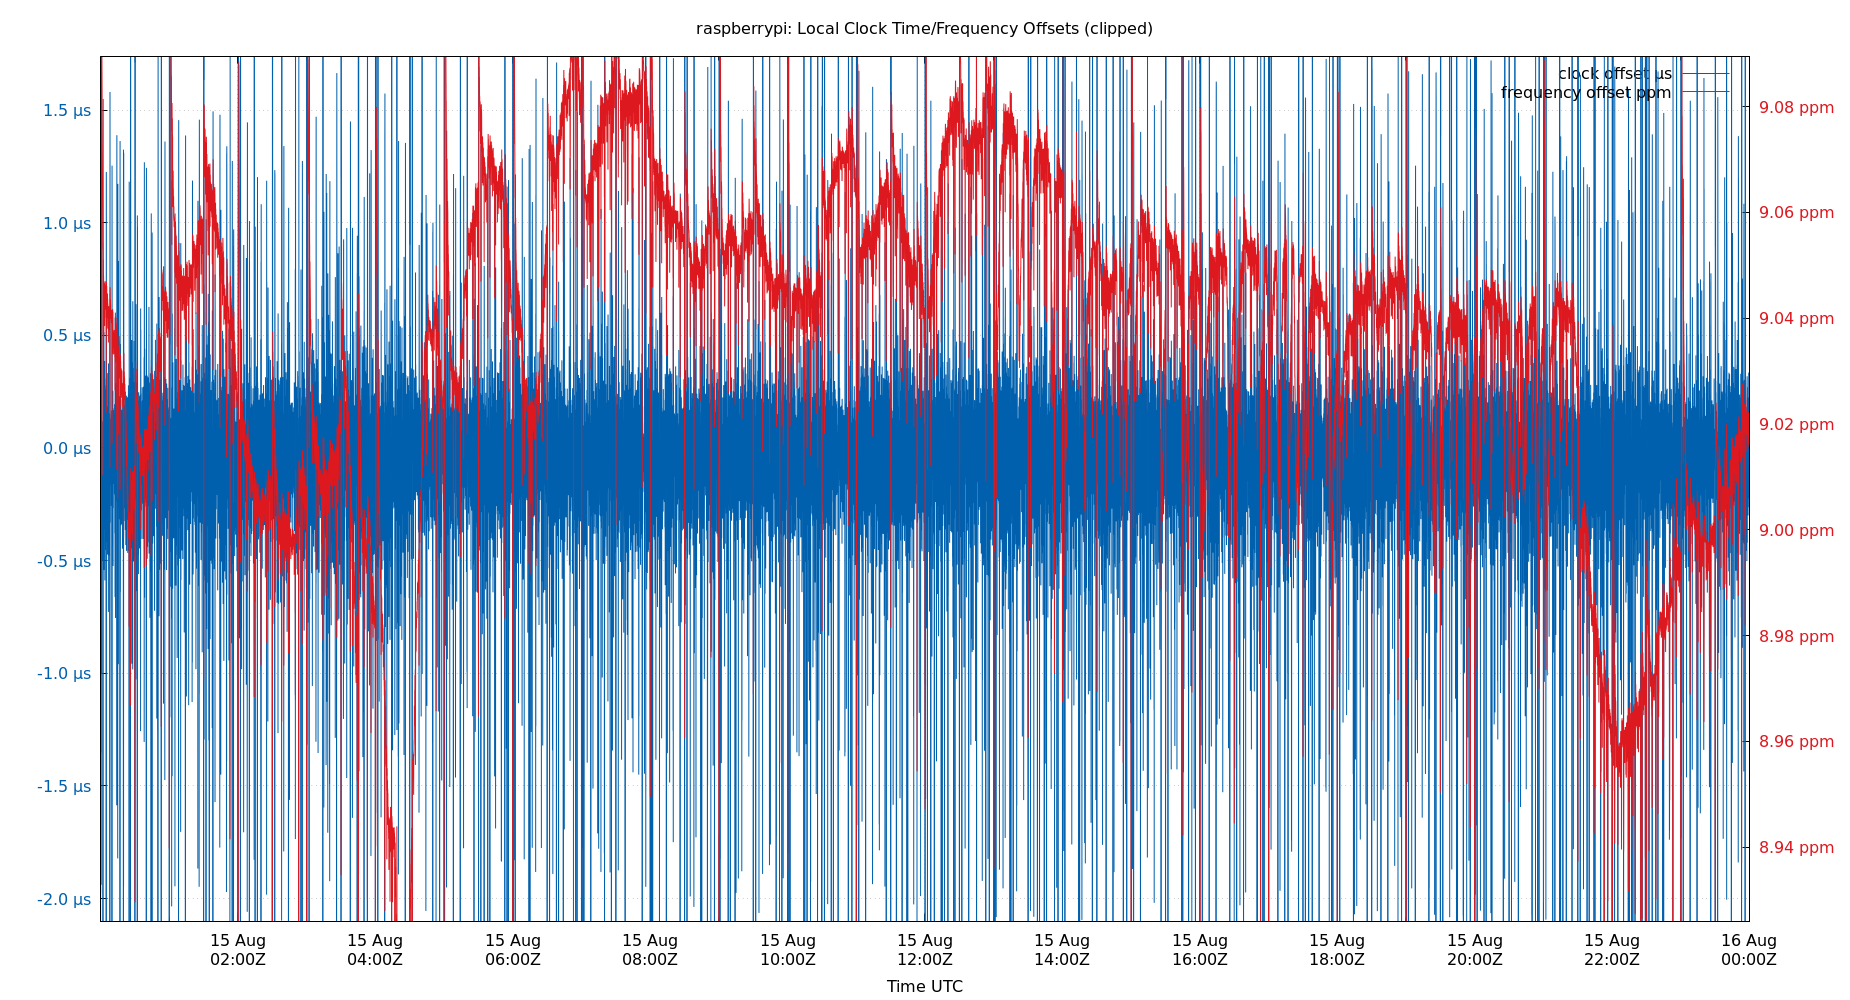 raspberrypi: Local Clock Time/Frequency Offsets (clipped)
clock offset µs
frequency offset ppm
1.5 µs
1.0 µs
0.5 µs
0.0 µs
-0.5 µs
-1.0 µs
-1.5 µs
-2.0 µs
9.08 ppm
9.06 ppm
9.04 ppm
9.02 ppm
9.00 ppm
8.98 ppm
8.96 ppm
8.94 ppm
15 Aug 15 Aug 15 Aug 15 Aug 15 Aug 15 Aug 15 Aug 15 Aug 15 Aug 15 Aug 15 Aug 16 Aug
02:00Z 04:00Z 06:00Z 08:00Z 10:00Z 12:00Z 14:00Z 16:00Z 18:00Z 20:00Z 22:00Z 00:00Z
Time UTC